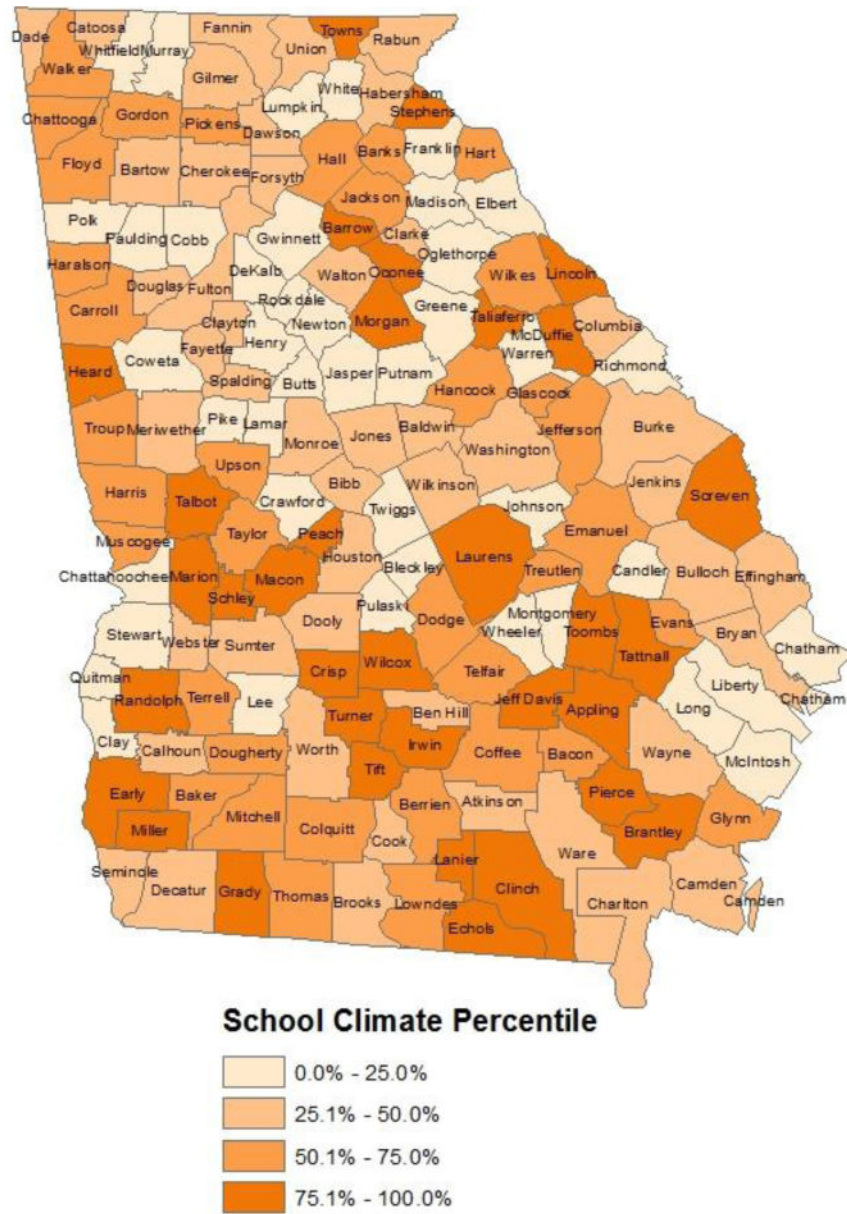 Dade
Catoosa
Whitfield
Murray
Fannin
Towns
Union
Rabun
Walker
Gilmer
White
Habersham
Lumpkin
Stephens
Chattooga
Gordon
Pickens
Dawson
Franklin
Hart
Banks
Hall
Floyd
Bartow
Cherokee
Forsyth
Jackson
Madison
Elbert
Polk
Paulding
Cobb
Gwinnett
Barrow
Clarke
Oglethorpe
Haralson
DeKalb
Oconee
Walton
Wilkes
Lincoln
Douglas
Fulton
Rockdale
Carroll
Greene
Taliaferro
Columbia
Clayton
Newton
Morgan
McDuffie
Henry
Fayette
Warren
Richmond
Heard
Coweta
Spalding
Butts
Jasper
Putnam
Hancock
Glascock
Troup
Meriwether
Pike
Lamar
Monroe
Jones
Baldwin
Jefferson
Burke
Washington
Upson
Bibb
Wilkinson
Jenkins
Harris
Talbot
Crawford
Twiggs
Johnson
Screven
Muscogee
Taylor
Peach
Houston
Laurens
Emanuel
Chattahoochee
Marion
Macon
Bleckley
Treutlen
Candler
Bulloch
Effingham
Schley
Pulaski
Montgomery
Stewart
Webster
Sumter
Dooly
Dodge
Wheeler
Toombs
Evans
Bryan
Tattnall
Chatham
Quitman
Randolph
Terrell
Lee
Crisp
Wilcox
Telfair
Liberty
Jeff Davis
Chatham
Turner
Ben Hill
Appling
Long
Clay
Calhoun
Dougherty
Worth
Irwin
Coffee
Bacon
Wayne
McIntosh
Tift
Early
Baker
Pierce
Berrien
Atkinson
Mitchell
Glynn
Miller
Colquitt
Brantley
Cook
Lanier
Ware
Seminole
Decatur
Grady
Thomas
Brooks
Lowndes
Clinch
Charlton
Camden
Camden
Echols
School Climate Percentile
0.0% - 25.0%
25.1% - 50.0%
50.1% - 75.0%
75.1% - 100.0%